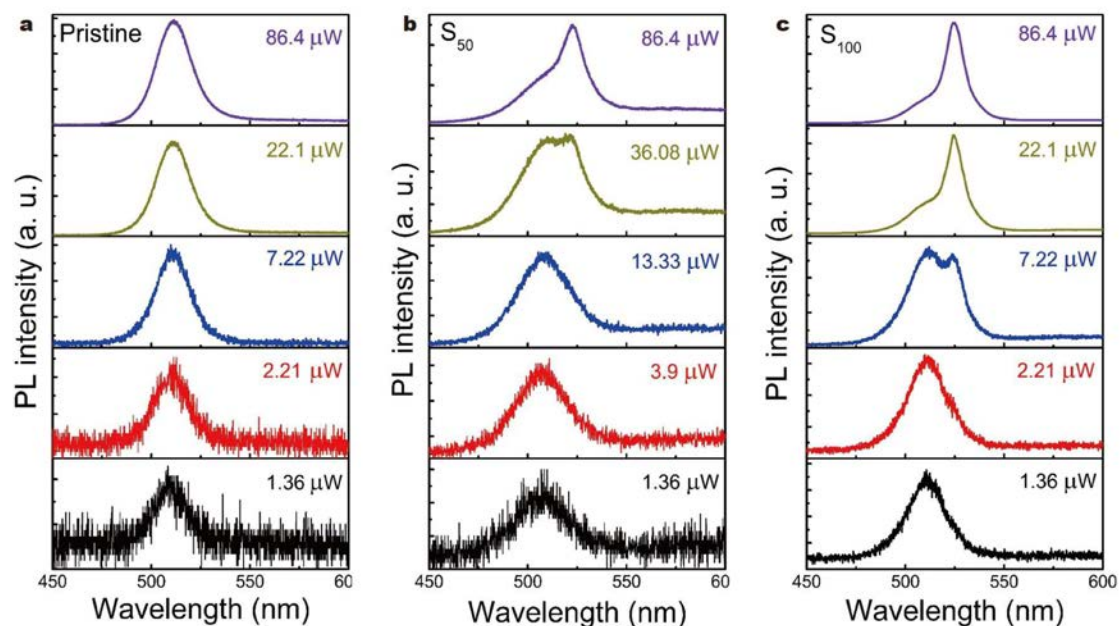 a Pristine
86.4 μW
22.1 μW
7.22 μW
2.21 μW
1.36 μW
PL intensity (a. u.)
450 500 550 600
Wavelength (nm)
b S₅₀
86.4 μW
36.08 μW
13.33 μW
3.9 μW
1.36 μW
PL intensity (a. u.)
450 500 550 600
Wavelength (nm)
c S₁₀₀
86.4 μW
22.1 μW
7.22 μW
2.21 μW
1.36 μW
PL intensity (a. u.)
450 500 550 600
Wavelength (nm)